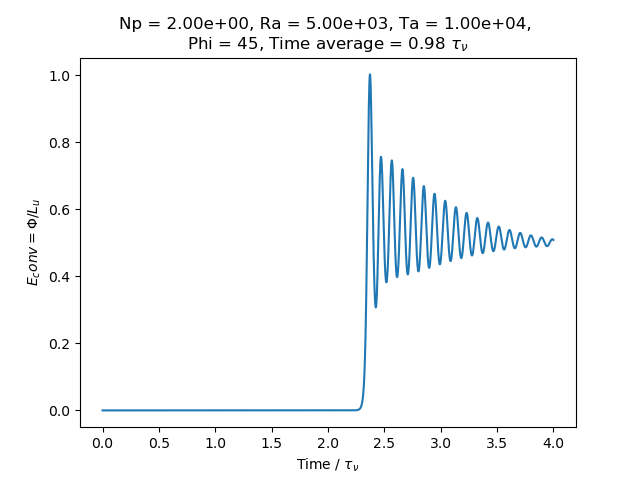 Np = 2.00e+00, Ra = 5.00e+03, Ta = 1.00e+04,
Phi = 45, Time average = 0.98 τ_ν
1.0
0.8
0.6
0.4
0.2
0.0
E_conv = Φ/L_u
0.0 0.5 1.0 1.5 2.0 2.5 3.0 3.5 4.0
Time / τ_ν